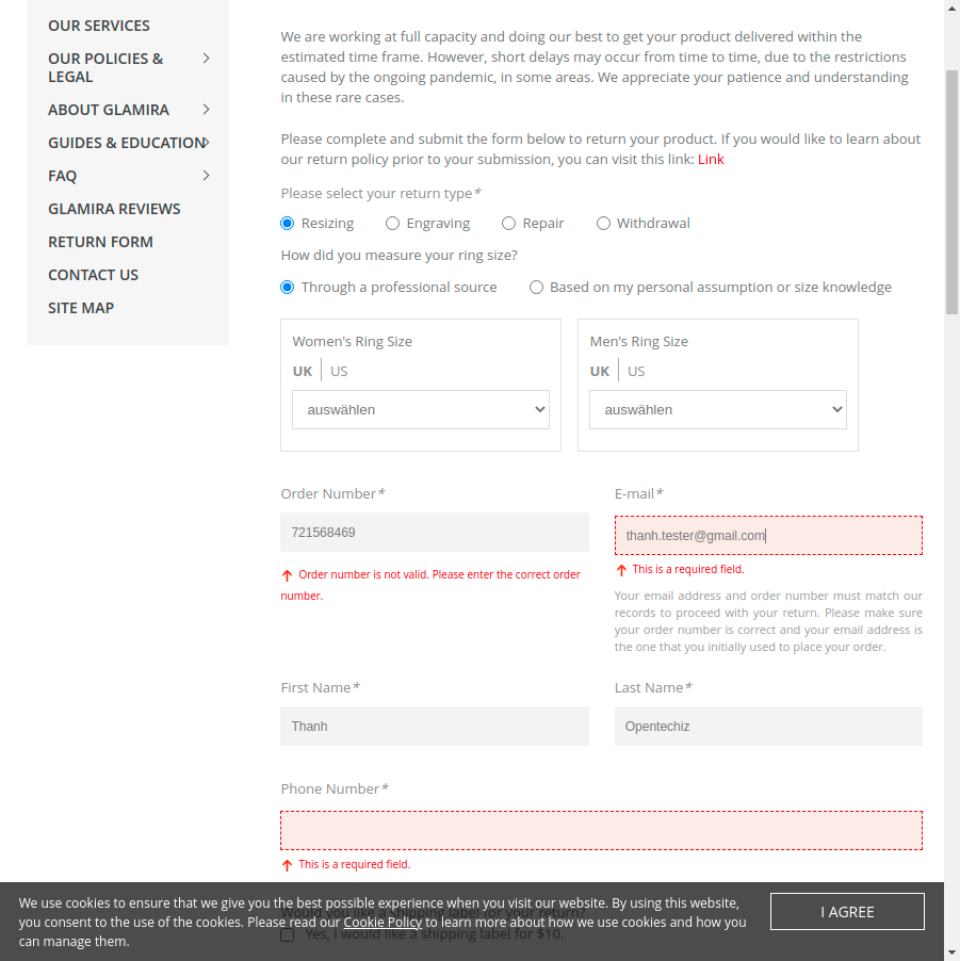 OUR SERVICES
OUR POLICIES &
LEGAL
ABOUT GLAMIRA
GUIDES & EDUCATION
FAQ
GLAMIRA REVIEWS
RETURN FORM
CONTACT US
SITE MAP
We are working at full capacity and doing our best to get your product delivered within the
estimated time frame. However, short delays may occur from time to time, due to the restrictions
caused by the ongoing pandemic, in some areas. We appreciate your patience and understanding
in these rare cases.
Please complete and submit the form below to return your product. If you would like to learn about
our return policy prior to your submission, you can visit this link: Link
Please select your return type*
Resizing Engraving Repair Withdrawal
How did you measure your ring size?
Through a professional source Based on my personal assumption or size knowledge
Women's Ring Size
UK | US
auswählen
Men's Ring Size
UK | US
auswählen
Order Number*
721568469
Order number is not valid. Please enter the correct order
number.
E-mail*
thanh.tester@gmail.com
This is a required field.
Your email address and order number must match our
records to proceed with your return. Please make sure
your order number is correct and your email address is
the one that you initially used to place your order.
First Name*
Thanh
Last Name*
Opentechiz
Phone Number*
This is a required field.
Would you like a shipping label for your return?
Yes, I would like a shipping label for $10.
We use cookies to ensure that we give you the best possible experience when you visit our website. By using this website,
you consent to the use of the cookies. Please read our Cookie Policy to learn more about how we use cookies and how you
can manage them.
I AGREE